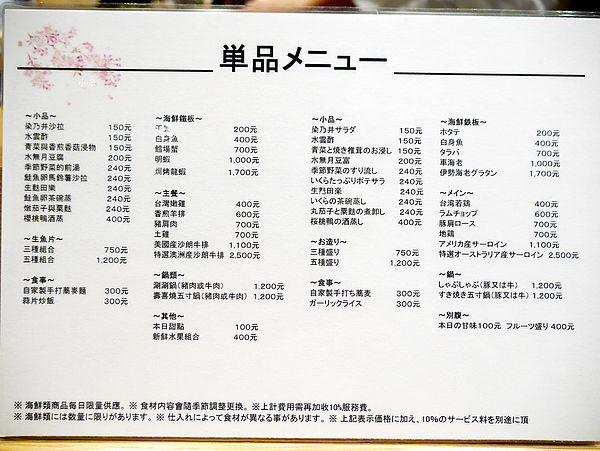 単品メニュー
～小品～
染乃井沙拉 150元
水雲酢 150元
青菜與香煎香菇浸物 150元
水無月豆腐 200元
季節野菜的前湯 240元
鮭魚卵馬鈴薯沙拉 240元
生麩田樂 240元
鮭魚卵茶碗蒸 240元
燉茄子與粟麩 240元
櫻桃鴨酒蒸 400元
～生魚片～
三種組合 750元
五種組合 1,200元
～食事～
自家製手打蕎麥麵 300元
蒜片炒飯 300元
～海鮮鐵板～
200元
白身魚 400元
鱈場蟹 700元
明蝦 1,000元
焗烤龍蝦 1,700元
～主餐～
台灣嫩雞 400元
香煎羊排 600元
豬肩肉 700元
土雞 700元
美國產沙朗牛排 1,100元
特選澳洲産沙朗牛排 2,500元
～鍋類～
涮涮鍋(豬肉或牛肉) 1,200元
壽喜燒五寸鍋(豬肉或牛肉) 1,200元
～其他～
本日甜點 100元
新鮮水果組合 400元
～小品～
染乃井サラダ 150元
水雲酢 150元
青菜と焼き椎茸のお浸し 150元
水無月豆富 200元
季節野菜のすり流し 240元
いくらたっぷりポテサラ 240元
生麩田楽 240元
いくらの茶碗蒸し 240元
丸茄子と粟麩の煮卸し 240元
桜桃鴨の酒蒸し 400元
～お造り～
三種盛り 750元
五種盛り 1,200元
～食事～
自家製手打ち蕎麦 300元
ガーリックライス 300元
～海鮮鉄板～
ホタテ 200元
白身魚 400元
タラバ 700元
車海老 1,000元
伊勢海老グラタン 1,700元
～メイン～
台湾若鶏 400元
ラムチョップ 600元
豚肩ロース 700元
地鶏 700元
アメリカ産サーロイン 1,100元
特選オーストラリア産サーロイン 2,500元
～鍋～
しゃぶしゃぶ(豚又は牛) 1,200元
すき焼き五寸鍋(豚又は牛) 1,200元
～別腹～
本日の甘味100元 フルーツ盛り 400元
※ 海鮮類商品每日限量供應。 ※ 食材内容會隨季節調整更換。 ※上計費用需再加收10%服務費。
※ 海鮮類には数量に限りがあります。 ※ 仕入れによって食材が異なる事があります。 ※ 上記表示価格に加え、10%のサービス料を別途に頂